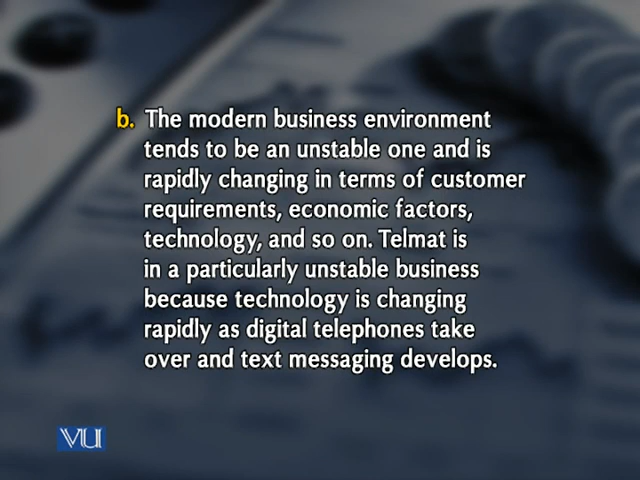 b. The modern business environment
tends to be an unstable one and is
rapidly changing in terms of customer
requirements, economic factors,
technology, and so on. Telmat is
in a particularly unstable business
because technology is changing
rapidly as digital telephones take
over and text messaging develops.
VU